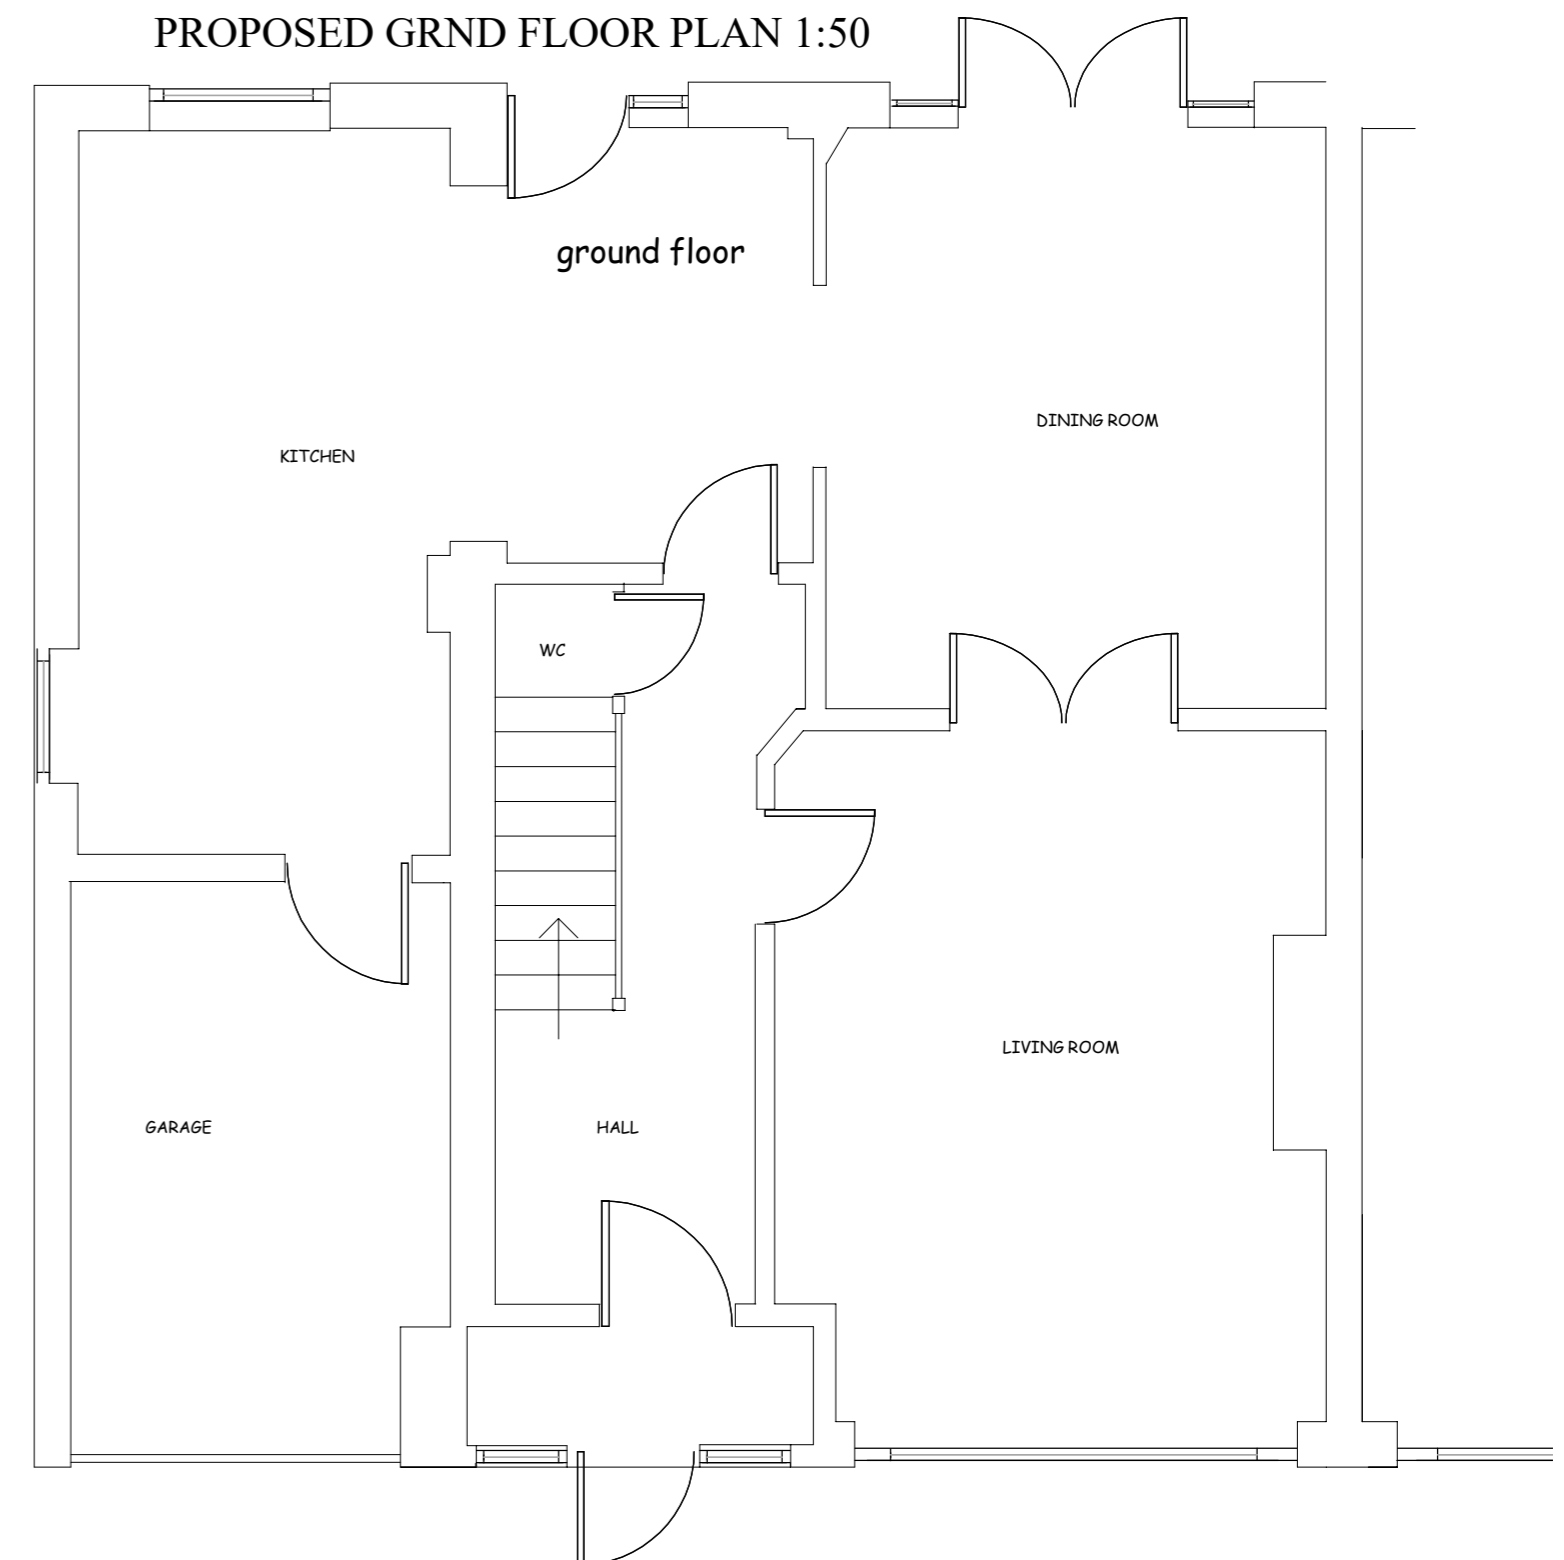 PROPOSED GRND FLOOR PLAN 1:50
ground floor
DINING ROOM
KITCHEN
WC
LIVING ROOM
GARAGE
HALL